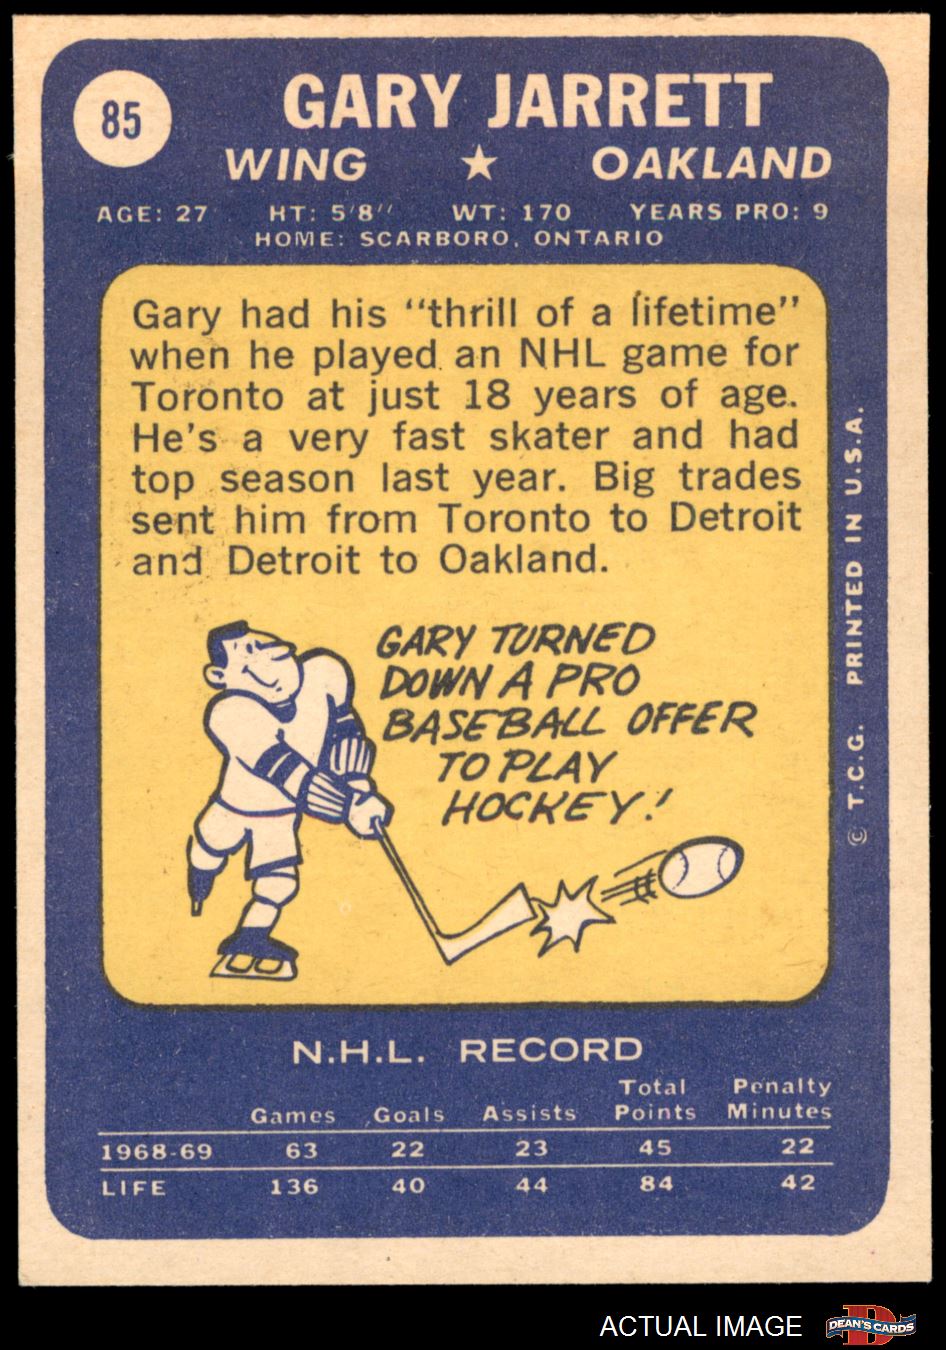 85
GARY JARRETT
WING ★ OAKLAND
AGE: 27 HT: 5'8'' WT: 170 YEARS PRO: 9
HOME: SCARBORO, ONTARIO
Gary had his “thrill of a lifetime”
when he played an NHL game for
Toronto at just 18 years of age.
He's a very fast skater and had
top season last year. Big trades
sent him from Toronto to Detroit
and Detroit to Oakland.
GARY TURNED
DOWN A PRO
BASEBALL OFFER
TO PLAY
HOCKEY!
© T.C.G. PRINTED IN U.S.A.
N.H.L. RECORD
Total Penalty
Games Goals Assists Points Minutes
1968-69 63 22 23 45 22
LIFE 136 40 44 84 42
ACTUAL IMAGE
D
DEAN'S CARDS